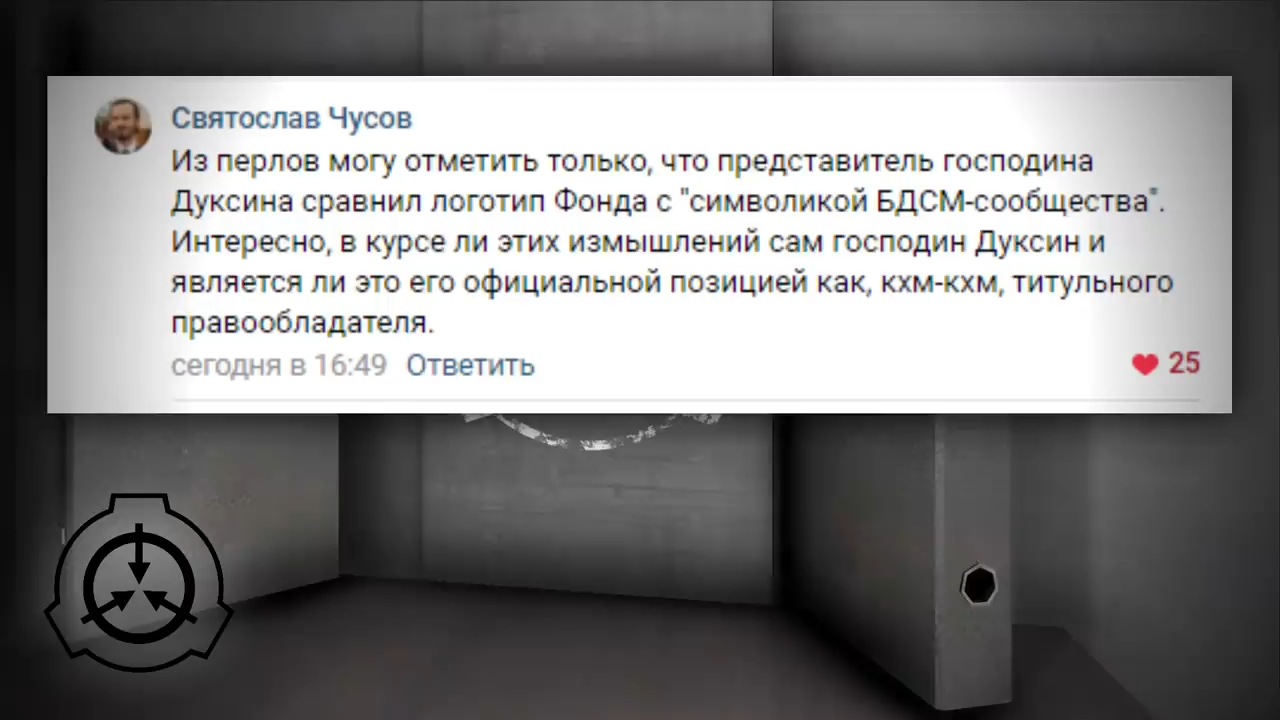 Святослав Чусов
Из перлов могу отметить только, что представитель господина
Дуксина сравнил логотип Фонда с "символикой БДСМ-сообщества".
Интересно, в курсе ли этих измышлений сам господин Дуксин и
является ли это его официальной позицией как, кхм-кхм, титульного
правообладателя.
сегодня в 16:49 Ответить
25